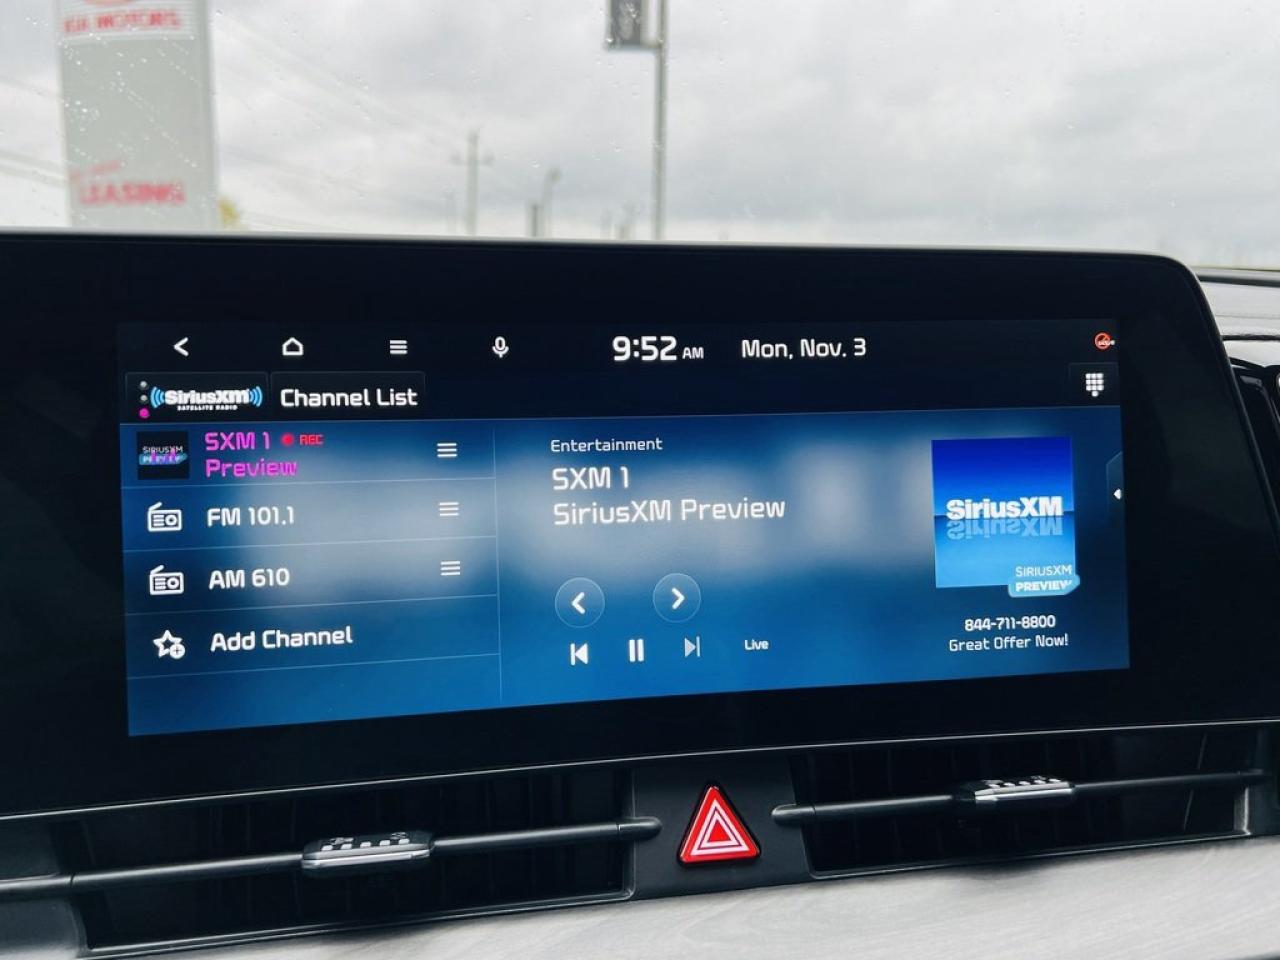 KIA MOTORS
LEASING
9:52 AM
Mon, Nov. 3
SiriusXM
SATELLITE RADIO
Channel List
SIRIUSXM
PREVIEW
SXM 1 REC
Preview
FM 101.1
AM 610
Add Channel
Entertainment
SXM 1
SiriusXM Preview
Live
SiriusXM
SIRIUSXM
PREVIEW
844-711-8800
Great Offer Now!